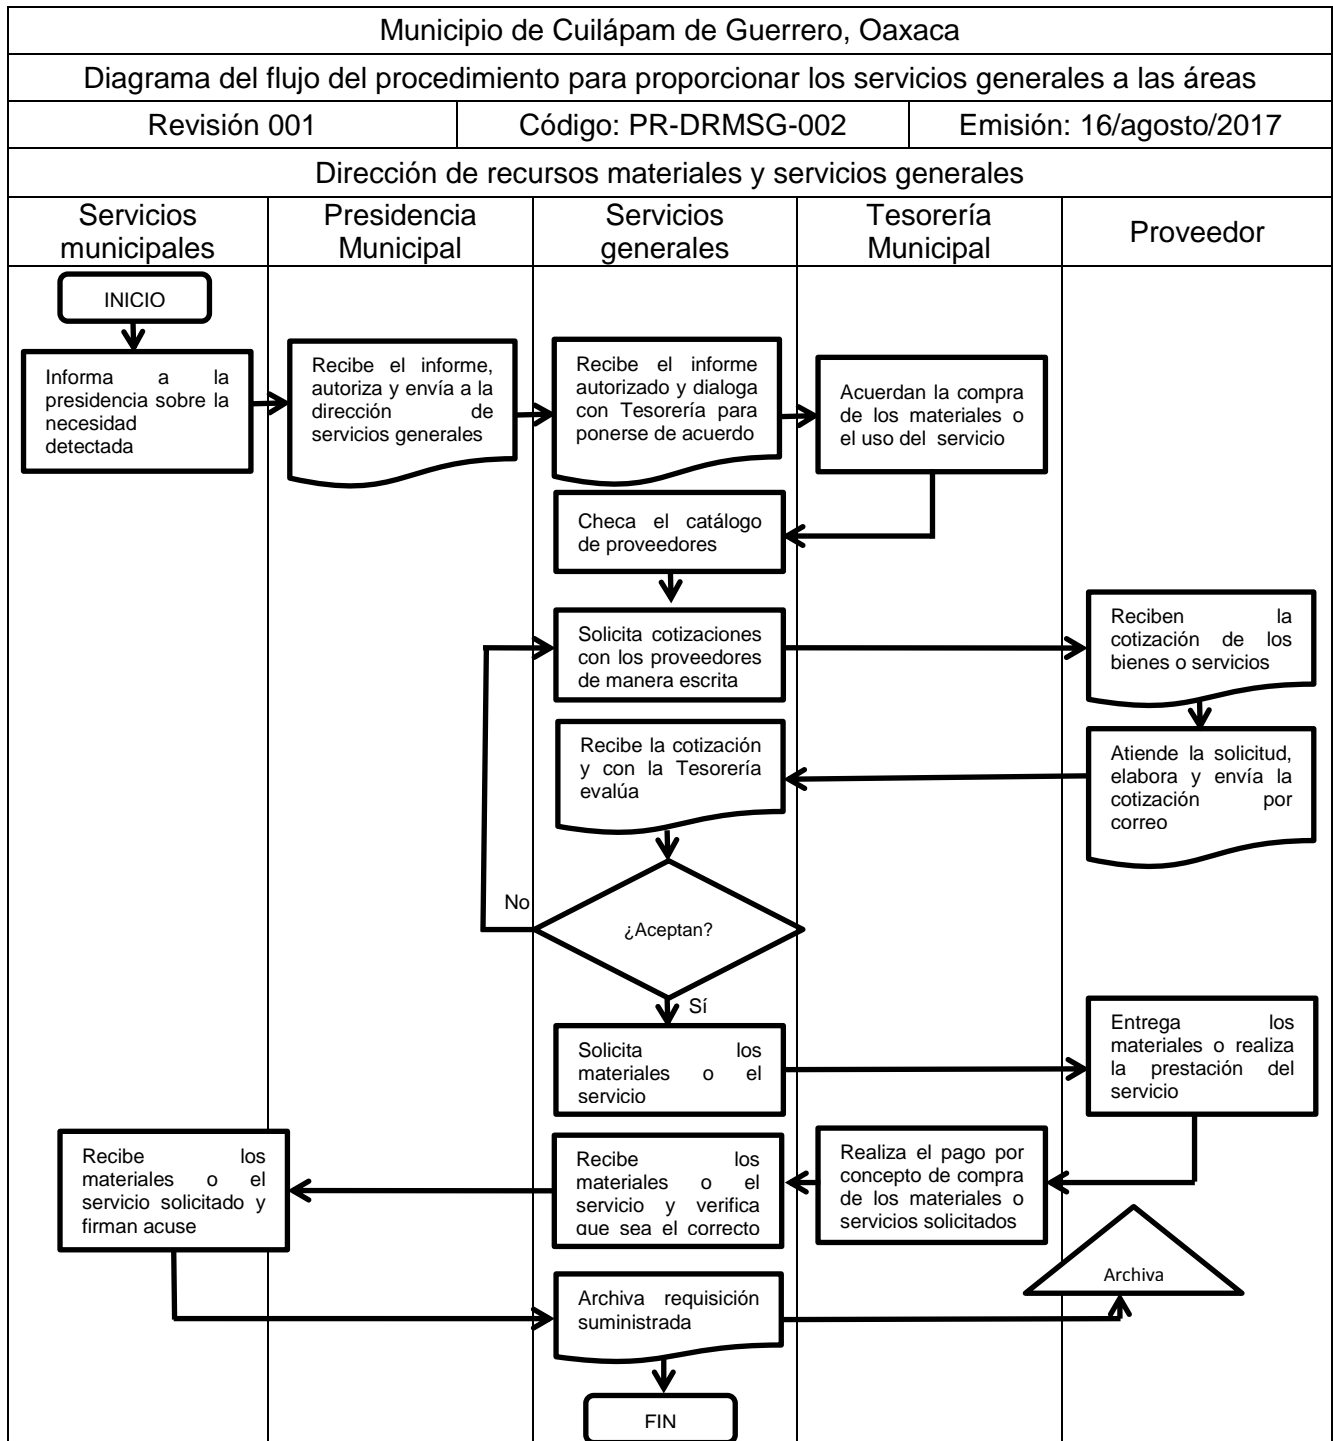 Municipio de Cuilápam de Guerrero, Oaxaca
Diagrama del flujo del procedimiento para proporcionar los servicios generales a las áreas
Revisión 001
Código: PR-DRMSG-002
Emisión: 16/agosto/2017
Dirección de recursos materiales y servicios generales
Servicios
municipales
Presidencia
Municipal
Servicios
generales
Tesorería
Municipal
Proveedor
INICIO
Informa a la
presidencia sobre la
necesidad
detectada
Recibe el informe,
autoriza y envía a la
dirección de
servicios generales
Recibe el informe
autorizado y dialoga
con Tesorería para
ponerse de acuerdo
Acuerdan la compra
de los materiales o
el uso del servicio
Checa el catálogo
de proveedores
Solicita cotizaciones
con los proveedores
de manera escrita
Reciben la
cotización de los
bienes o servicios
Atiende la solicitud,
elabora y envía la
cotización por
correo
Recibe la cotización
y con la Tesorería
evalúa
No
¿Aceptan?
Sí
Solicita los
materiales o el
servicio
Entrega los
materiales o realiza
la prestación del
servicio
Realiza el pago por
concepto de compra
de los materiales o
servicios solicitados
Recibe los
materiales o el
servicio y verifica
que sea el correcto
Recibe los
materiales o el
servicio solicitado y
firman acuse
Archiva requisición
suministrada
Archiva
FIN